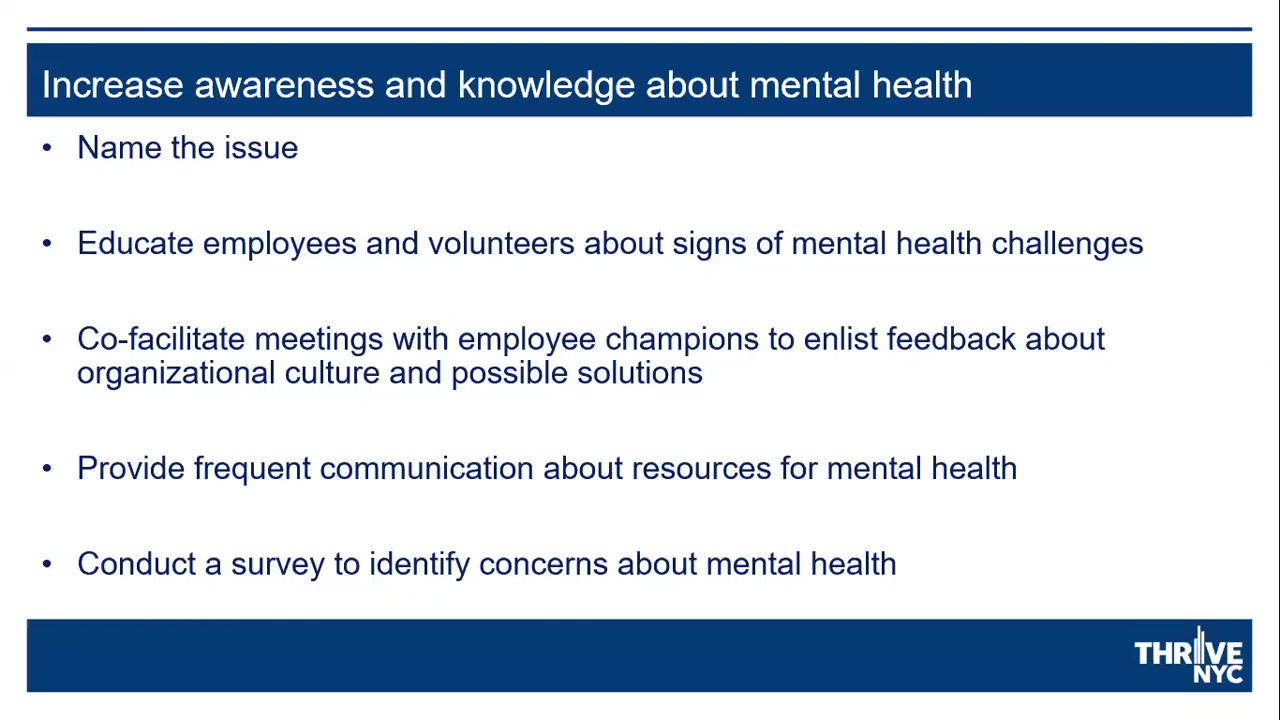 Increase awareness and knowledge about mental health
• Name the issue
• Educate employees and volunteers about signs of mental health challenges
• Co-facilitate meetings with employee champions to enlist feedback about
organizational culture and possible solutions
• Provide frequent communication about resources for mental health
• Conduct a survey to identify concerns about mental health
THRIVE
NYC